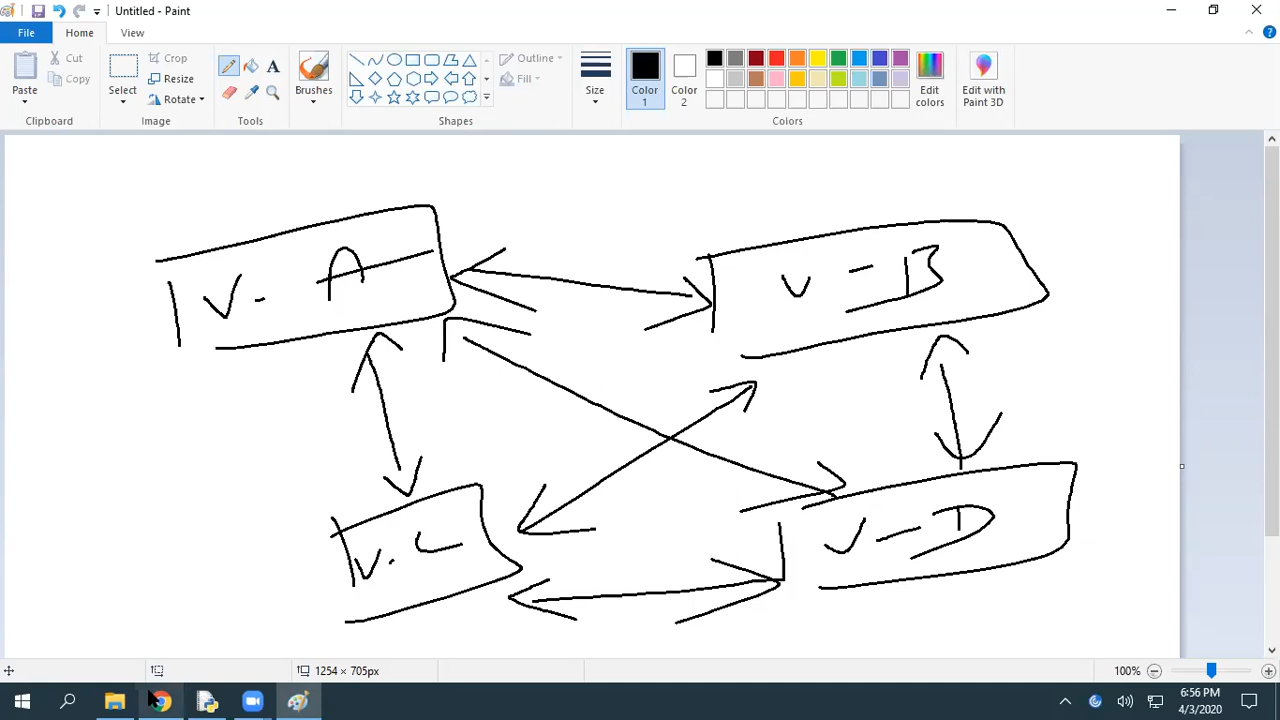 Untitled - Paint
File Home View
Paste Cut Copy Clipboard
Select Crop Resize Rotate Image
Tools
Brushes
Outline Fill Shapes
Size
Color 1
Color 2
Edit colors Colors
Edit with Paint 3D
V- A
V - B
V-C
V - D
1254 × 705px
100%
6:56 PM
4/3/2020